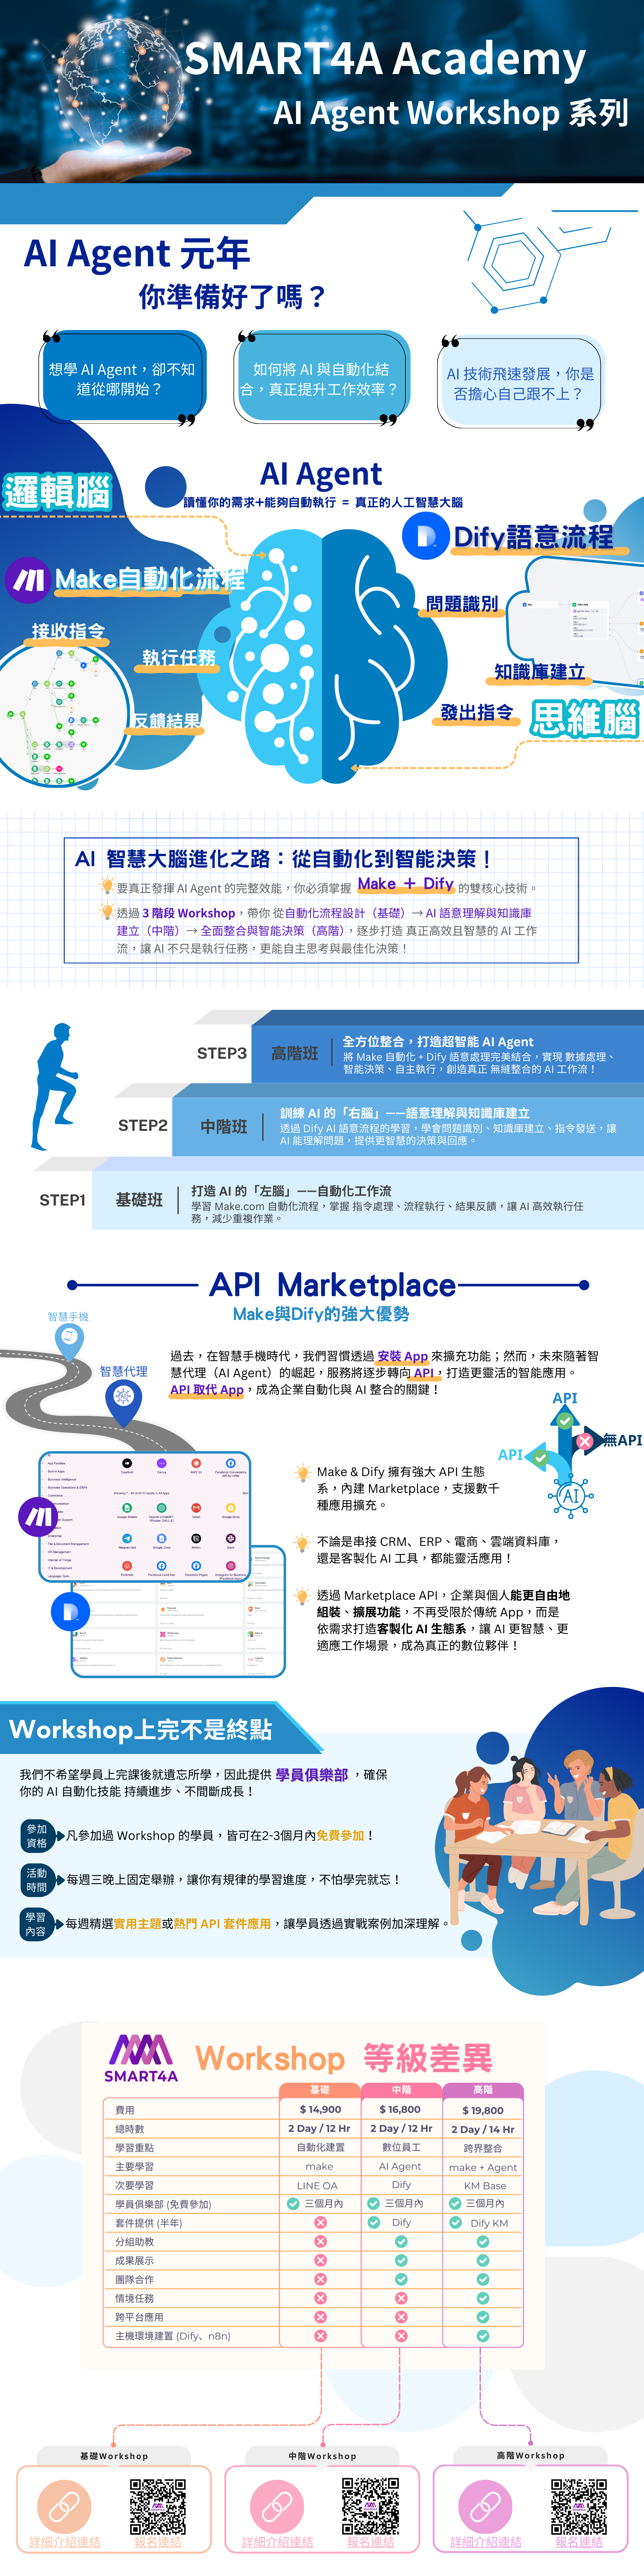 SMART4A Academy
AI Agent Workshop 系列
AI Agent 元年
你準備好了嗎？
想學 AI Agent，卻不知
道從哪開始？
如何將 AI 與自動化結
合，真正提升工作效率？
AI 技術飛速發展，你是
否擔心自己跟不上？
AI Agent
讀懂你的需求+能夠自動執行 = 真正的人工智慧大腦
邏輯腦
Make自動化流程
接收指令
執行任務
反饋結果
Dify語意流程
問題識別
知識庫建立
發出指令
思維腦
AI 智慧大腦進化之路：從自動化到智能決策！
要真正發揮 AI Agent 的完整效能，你必須掌握 Make + Dify 的雙核心技術。
透過 3 階段 Workshop，帶你 從自動化流程設計（基礎）→ AI 語意理解與知識庫
建立（中階）→ 全面整合與智能決策（高階），逐步打造 真正高效且智慧的 AI 工作
流，讓 AI 不只是執行任務，更能自主思考與最佳化決策！
STEP3
高階班
全方位整合，打造超智能 AI Agent
將 Make 自動化 + Dify 語意處理完美結合，實現 數據處理、
智能決策、自主執行，創造真正 無縫整合的 AI 工作流！
STEP2
中階班
訓練 AI 的「右腦」——語意理解與知識庫建立
透過 Dify AI 語意流程的學習，學會問題識別、知識庫建立、指令發送，讓
AI 能理解問題，提供更智慧的決策與回應。
STEP1
基礎班
打造 AI 的「左腦」——自動化工作流
學習 Make.com 自動化流程，掌握 指令處理、流程執行、結果反饋，讓 AI 高效執行任
務，減少重複作業。
API Marketplace
Make與Dify的強大優勢
智慧手機
智慧代理
過去，在智慧手機時代，我們習慣透過 安裝 App 來擴充功能；然而，未來隨著智
慧代理（AI Agent）的崛起，服務將逐步轉向 API，打造更靈活的智能應用。
API 取代 App，成為企業自動化與 AI 整合的關鍵！
API
API
無API
AI
Make & Dify 擁有強大 API 生態
系，內建 Marketplace，支援數千
種應用擴充。
不論是串接 CRM、ERP、電商、雲端資料庫，
還是客製化 AI 工具，都能靈活應用！
透過 Marketplace API，企業與個人能更自由地
組裝、擴展功能，不再受限於傳統 App，而是
依需求打造客製化 AI 生態系，讓 AI 更智慧、更
適應工作場景，成為真正的數位夥伴！
Workshop上完不是終點
我們不希望學員上完課後就遺忘所學，因此提供 學員俱樂部 ，確保
你的 AI 自動化技能 持續進步、不間斷成長！
參加
資格
凡參加過 Workshop 的學員，皆可在2-3個月內免費參加！
活動
時間
每週三晚上固定舉辦，讓你有規律的學習進度，不怕學完就忘！
學習
內容
每週精選實用主題或熱門 API 套件應用，讓學員透過實戰案例加深理解。
SMART4A
Workshop 等級差異
基礎 中階 高階
費用 $ 14,900 $ 16,800 $ 19,800
總時數 2 Day / 12 Hr 2 Day / 12 Hr 2 Day / 14 Hr
學習重點 自動化建置 數位員工 跨界整合
主要學習 make AI Agent make + Agent
次要學習 LINE OA Dify KM Base
學員俱樂部 (免費參加) 三個月內 三個月內 三個月內
套件提供 (半年) Dify Dify KM
分組助教
成果展示
團隊合作
情境任務
跨平台應用
主機環境建置 (Dify、n8n)
基礎Workshop
詳細介紹連結
報名連結
中階Workshop
詳細介紹連結
報名連結
高階Workshop
詳細介紹連結
報名連結